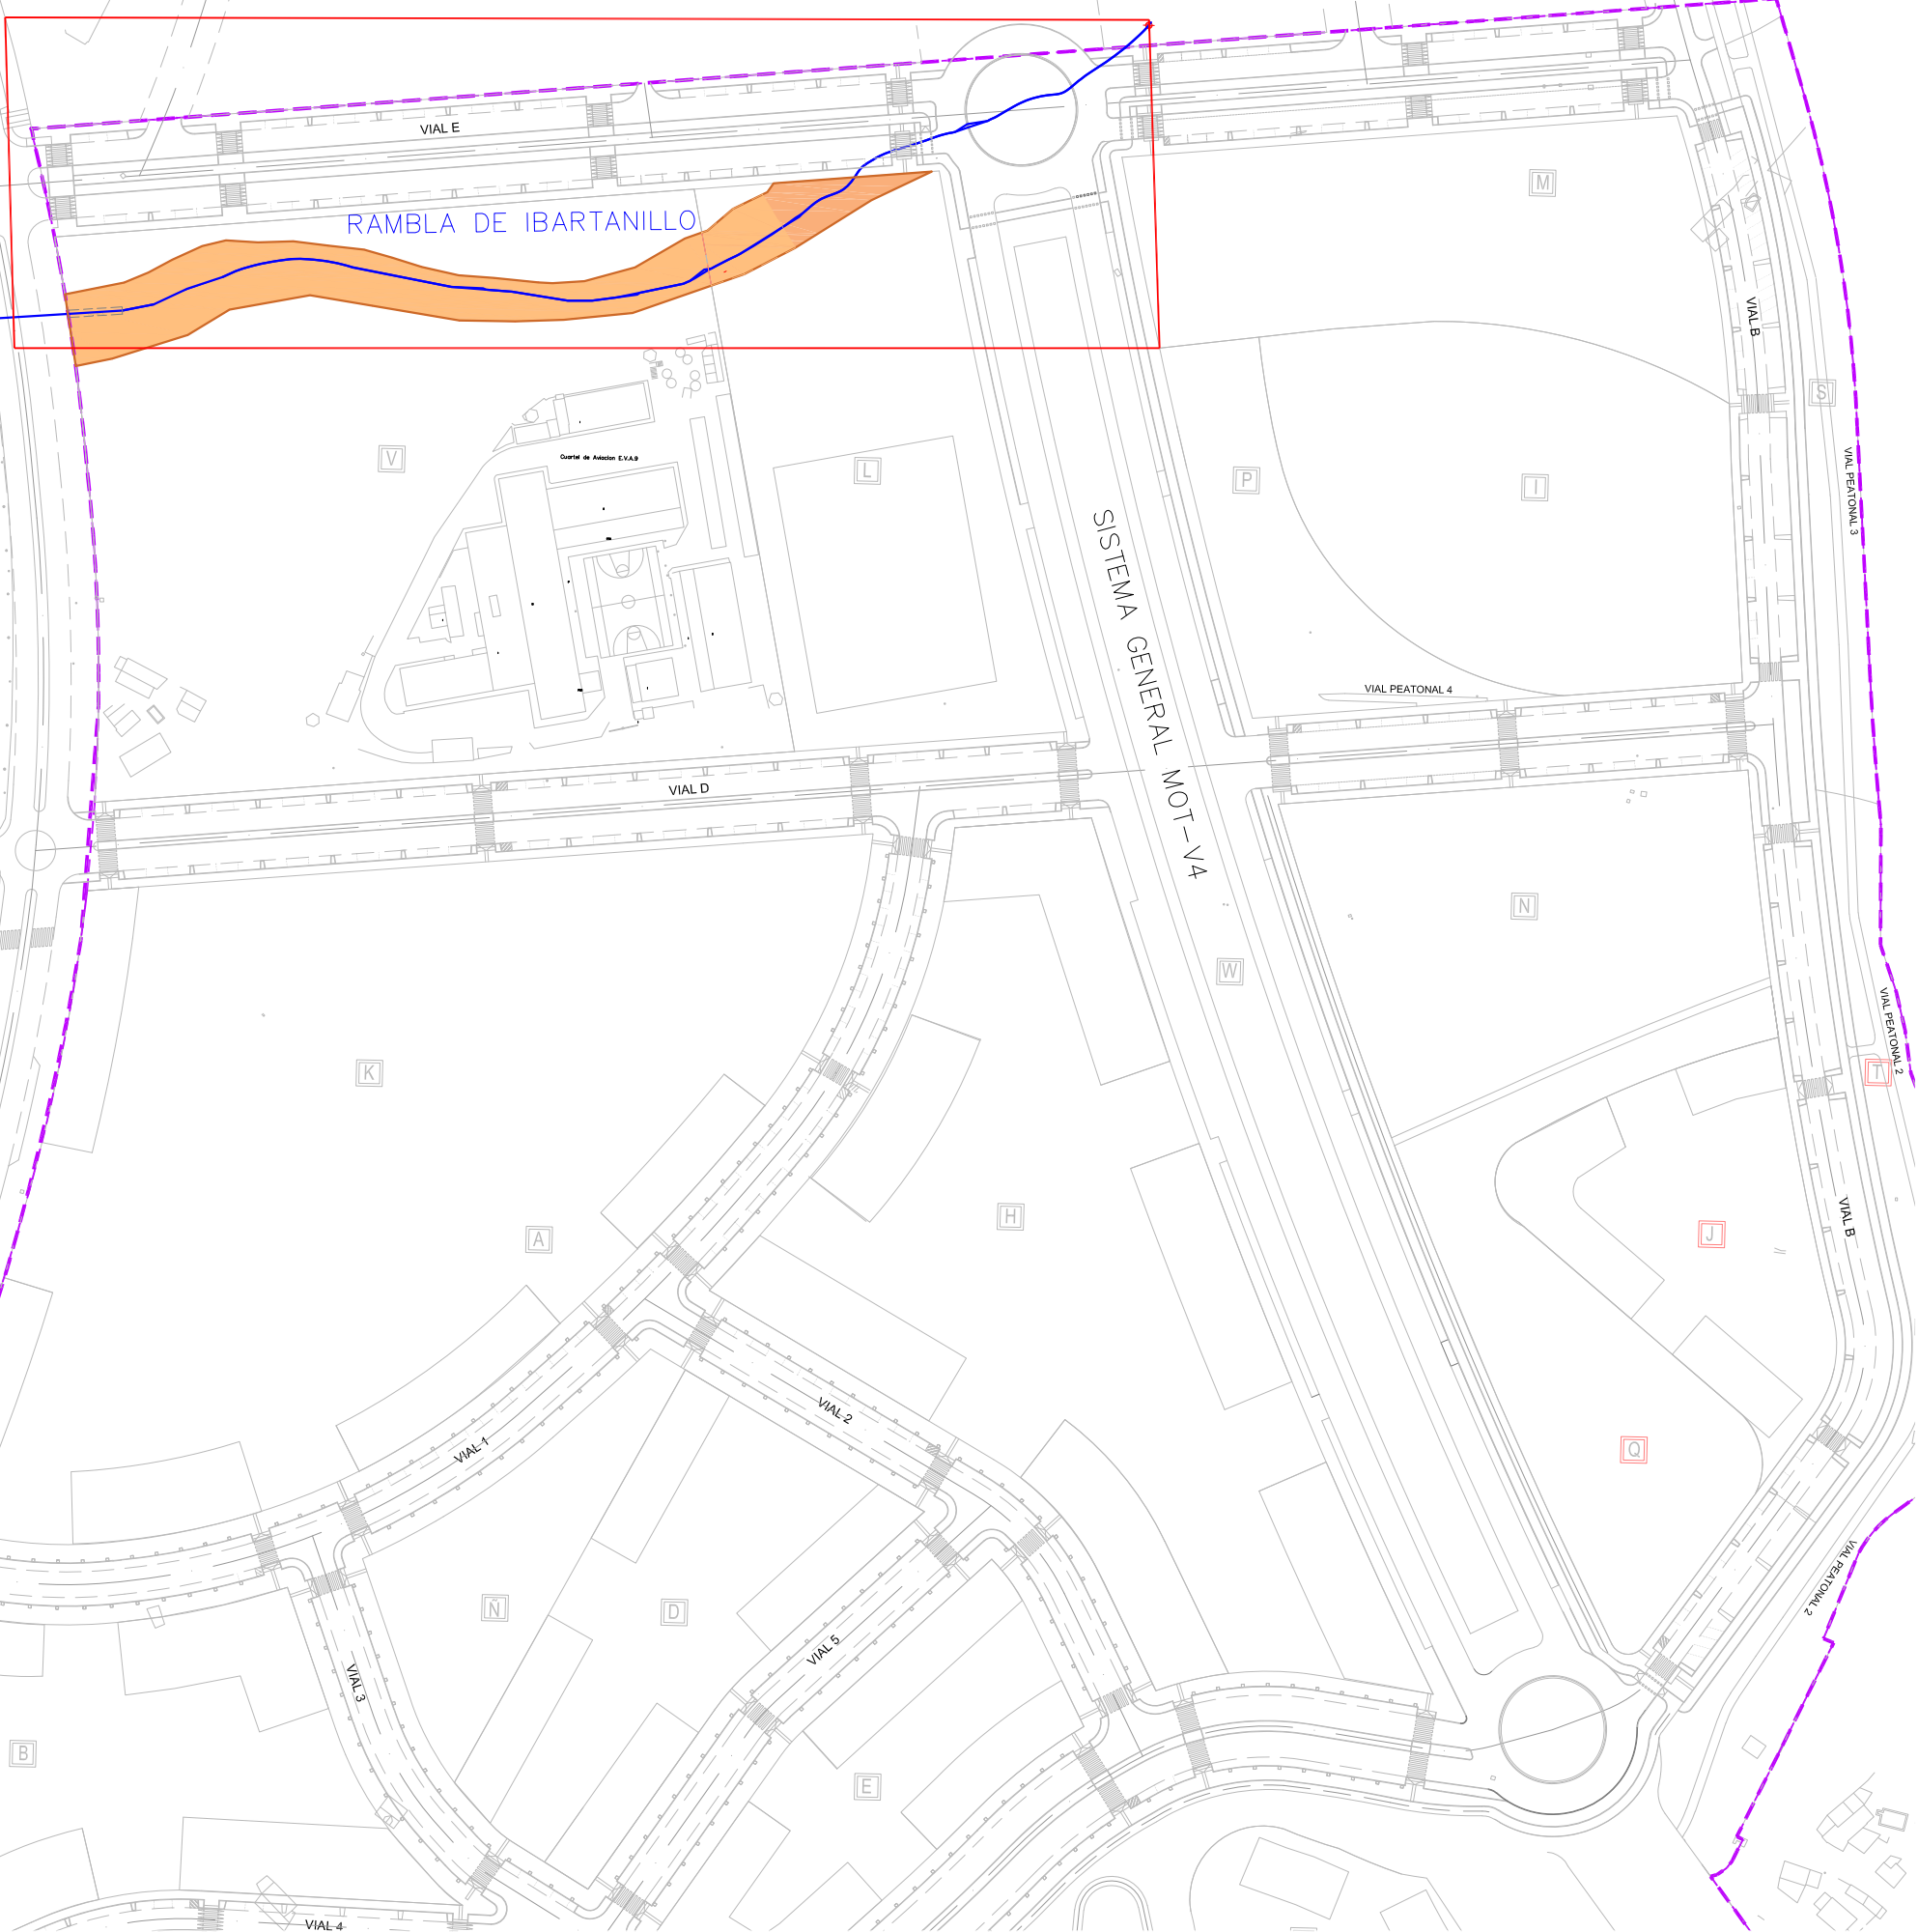 VIAL E
M
RAMBLA DE IBARTANILLO
VIAL B
S
V
Cuartel de Aviacion E.V.A.9
L
P
I
VIAL PEATONAL 3
SISTEMA GENERAL MOT-V4
VIAL PEATONAL 4
VIAL D
N
W
VIAL PEATONAL 2
K
T
A
H
J
VIAL B
VIAL 2
VIAL 1
Q
VIAL PEATONAL 2
Ñ
D
VIAL 5
VIAL 3
B
E
VIAL 4